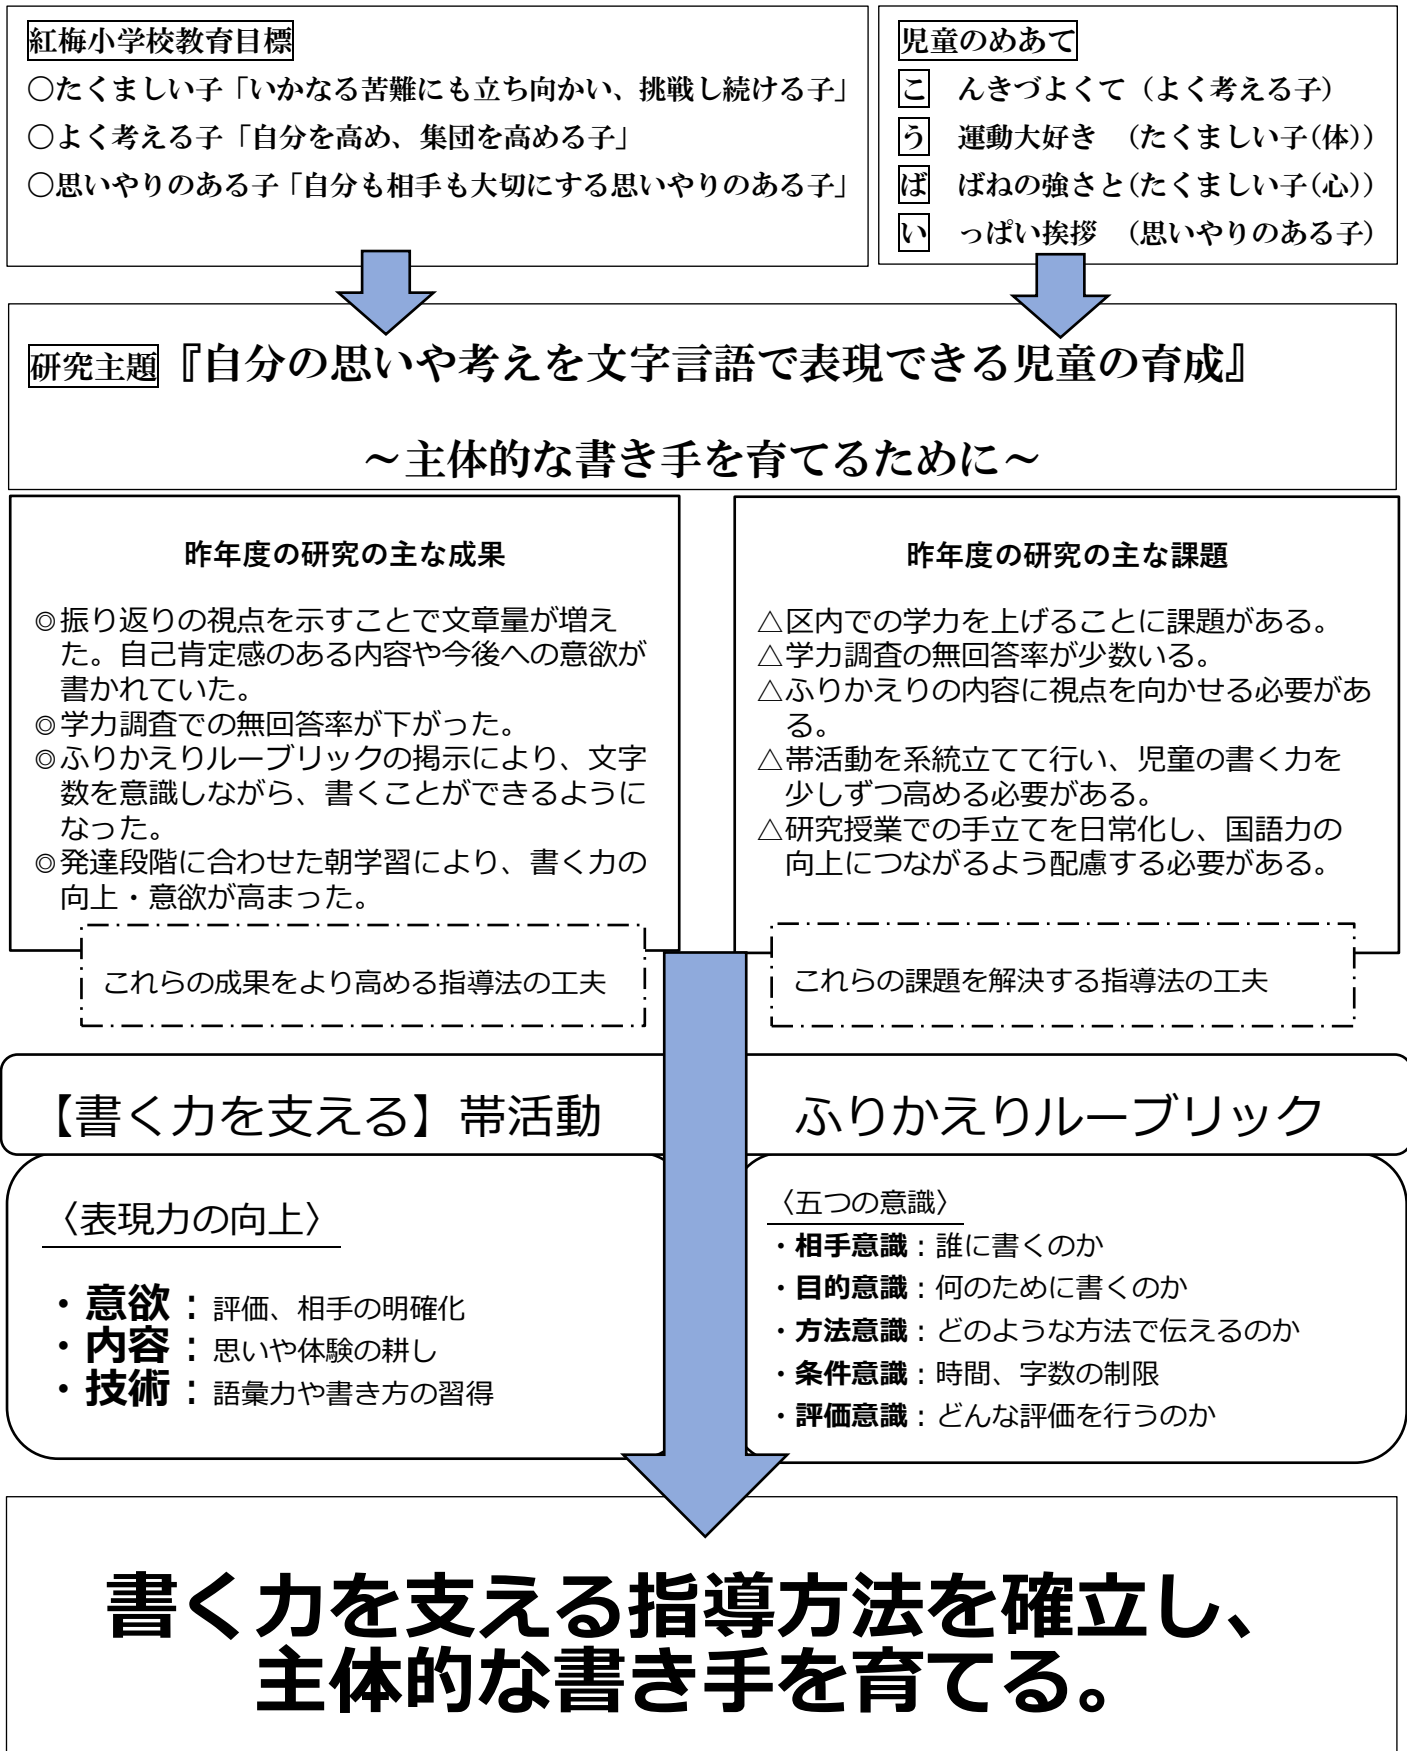 紅梅小学校教育目標
○たくましい子「いかなる苦難にも立ち向かい、挑戦し続ける子」
○よく考える子「自分を高め、集団を高める子」
○思いやりのある子「自分も相手も大切にする思いやりのある子」
児童のめあて
こ　んきづよくて（よく考える子）
う　運動大好き　（たくましい子（体））
ば　ばねの強さと（たくましい子（心））
い　っぱい挨拶　（思いやりのある子）
研究主題『自分の思いや考えを文字言語で表現できる児童の育成』
～主体的な書き手を育てるために～
昨年度の研究の主な成果
◎振り返りの視点を示すことで文章量が増え
た。自己肯定感のある内容や今後への意欲が
書かれていた。
◎学力調査での無回答率が下がった。
◎ふりかえりルーブリックの掲示により、文字
数を意識しながら、書くことができるように
なった。
◎発達段階に合わせた朝学習により、書く力の
向上・意欲が高まった。
これらの成果をより高める指導法の工夫
昨年度の研究の主な課題
△区内での学力を上げることに課題がある。
△学力調査の無回答率が少数いる。
△ふりかえりの内容に視点を向かせる必要があ
る。
△帯活動を系統立てて行い、児童の書く力を
少しずつ高める必要がある。
△研究授業での手立てを日常化し、国語力の
向上につながるよう配慮する必要がある。
これらの課題を解決する指導法の工夫
【書く力を支える】帯活動
〈表現力の向上〉
・意欲：評価、相手の明確化
・内容：思いや体験の耕し
・技術：語彙力や書き方の習得
ふりかえりルーブリック
〈五つの意識〉
・相手意識：誰に書くのか
・目的意識：何のために書くのか
・方法意識：どのような方法で伝えるのか
・条件意識：時間、字数の制限
・評価意識：どんな評価を行うのか
書く力を支える指導方法を確立し、
主体的な書き手を育てる。